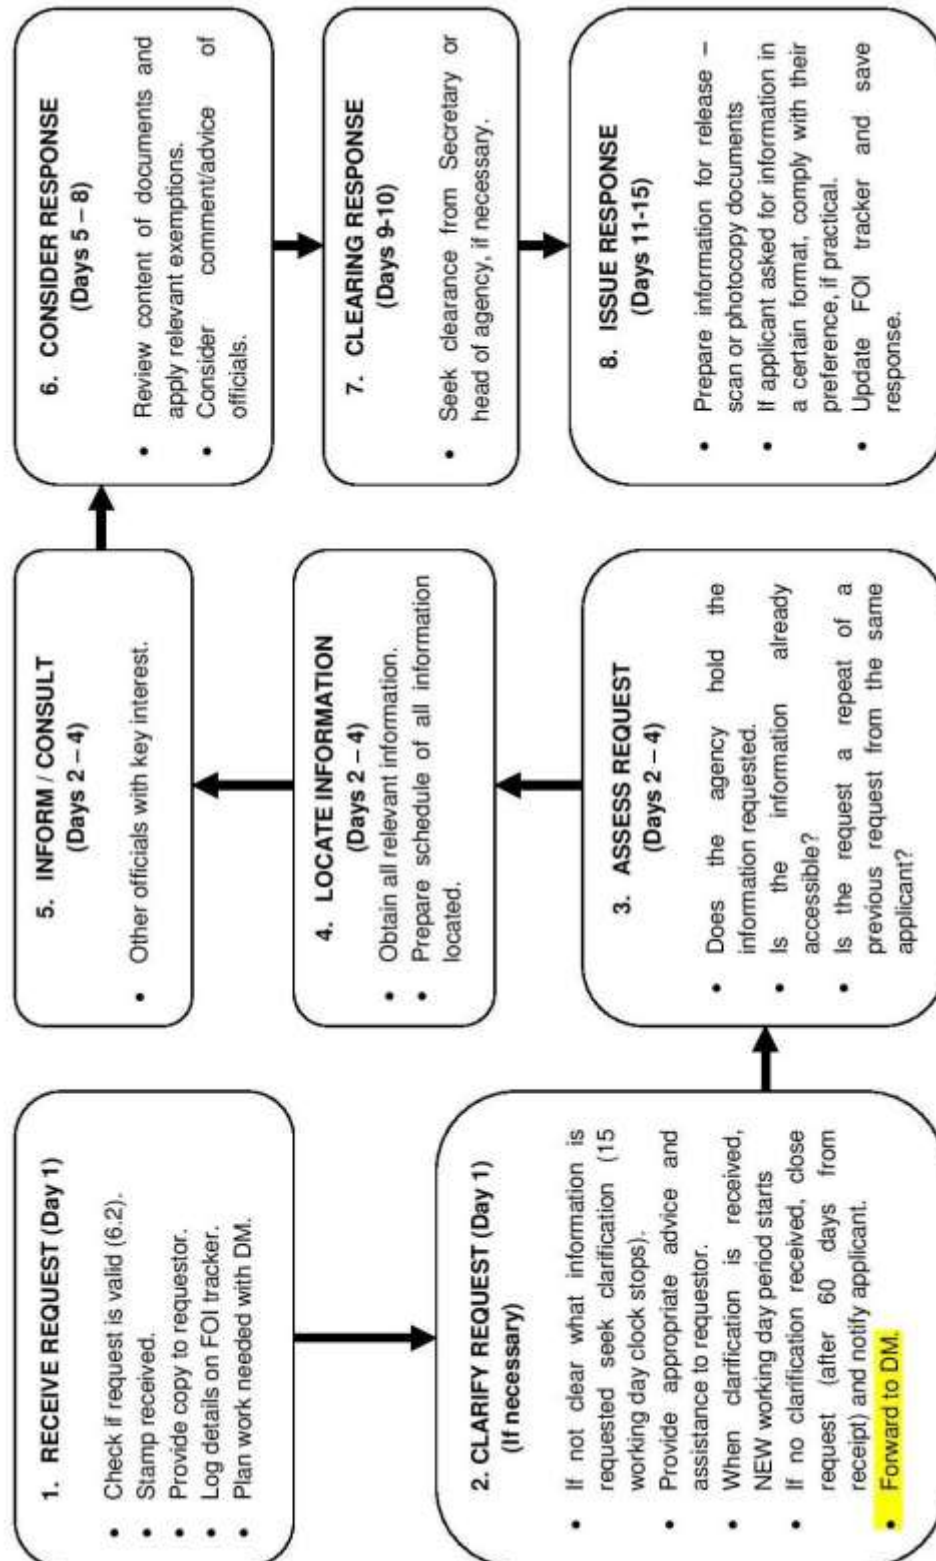 1. RECEIVE REQUEST (Day 1)
• Check if request is valid (6.2).
• Stamp received.
• Provide copy to requestor.
• Log details on FOI tracker.
• Plan work needed with DM.
2. CLARIFY REQUEST (Day 1)
(If necessary)
• If not clear what information is
requested seek clarification (15
working day clock stops).
• Provide appropriate advice and
assistance to requestor.
• When clarification is received,
NEW working day period starts
• If no clarification received, close
request (after 60 days from
receipt) and notify applicant.
• Forward to DM.
3. ASSESS REQUEST
(Days 2 – 4)
• Does the agency hold the
information requested.
• Is the information already
accessible?
• Is the request a repeat of a
previous request from the same
applicant?
4. LOCATE INFORMATION
(Days 2 – 4)
• Obtain all relevant information.
• Prepare schedule of all information
located.
5. INFORM / CONSULT
(Days 2 – 4)
• Other officials with key interest.
6. CONSIDER RESPONSE
(Days 5 – 8)
• Review content of documents and
apply relevant exemptions.
• Consider comment/advice of
officials.
7. CLEARING RESPONSE
(Days 9-10)
• Seek clearance from Secretary or
head of agency, if necessary.
8. ISSUE RESPONSE
(Days 11-15)
• Prepare information for release –
scan or photocopy documents
• If applicant asked for information in
a certain format, comply with their
preference, if practical.
• Update FOI tracker and save
response.